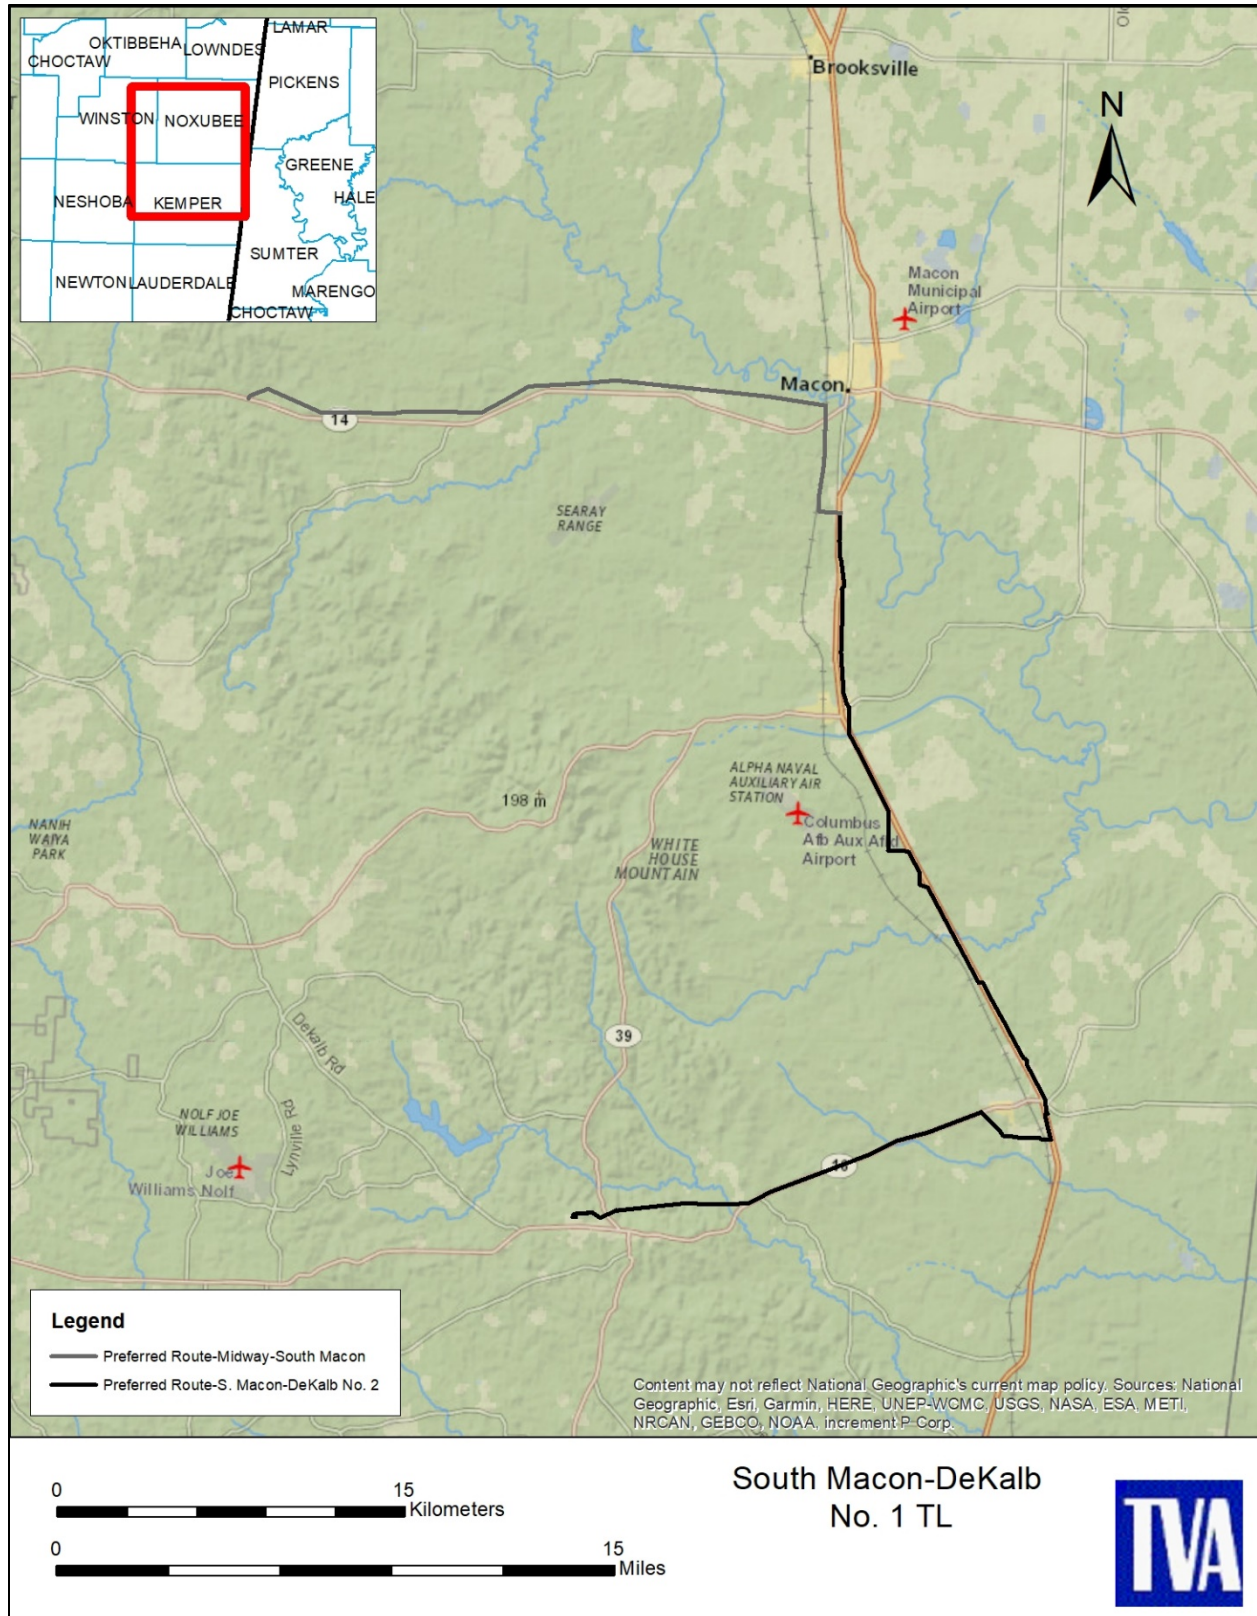 LAMAR
OKTIBBEHA
LOWNDES
CHOCTAW
PICKENS
WINSTON
NOXUBEE
GREENE
NESHOBA
KEMPER
HALE
SUMTER
NEWTON
LAUDERDALE
MARENGO
CHOCTAW
Brooksville
N
Macon
Municipal
Airport
Macon
14
SEARAY
RANGE
ALPHA NAVAL
AUXILIARY AIR
STATION
198 m
Columbus
Afb Aux Afld
Airport
NANIH
WAIYA
PARK
WHITE
HOUSE
MOUNTAIN
Dekalb Rd
39
NOLF JOE
WILLIAMS
Lynville Rd
Joe
Williams Nolf
16
Legend
Preferred Route-Midway-South Macon
Preferred Route-S. Macon-DeKalb No. 2
Content may not reflect National Geographic's current map policy. Sources: National
Geographic, Esri, Garmin, HERE, UNEP-WCMC, USGS, NASA, ESA, METI,
NRCAN, GEBCO, NOAA, increment P Corp.
0 15
Kilometers
0 15
Miles
South Macon-DeKalb
No. 1 TL
TVA